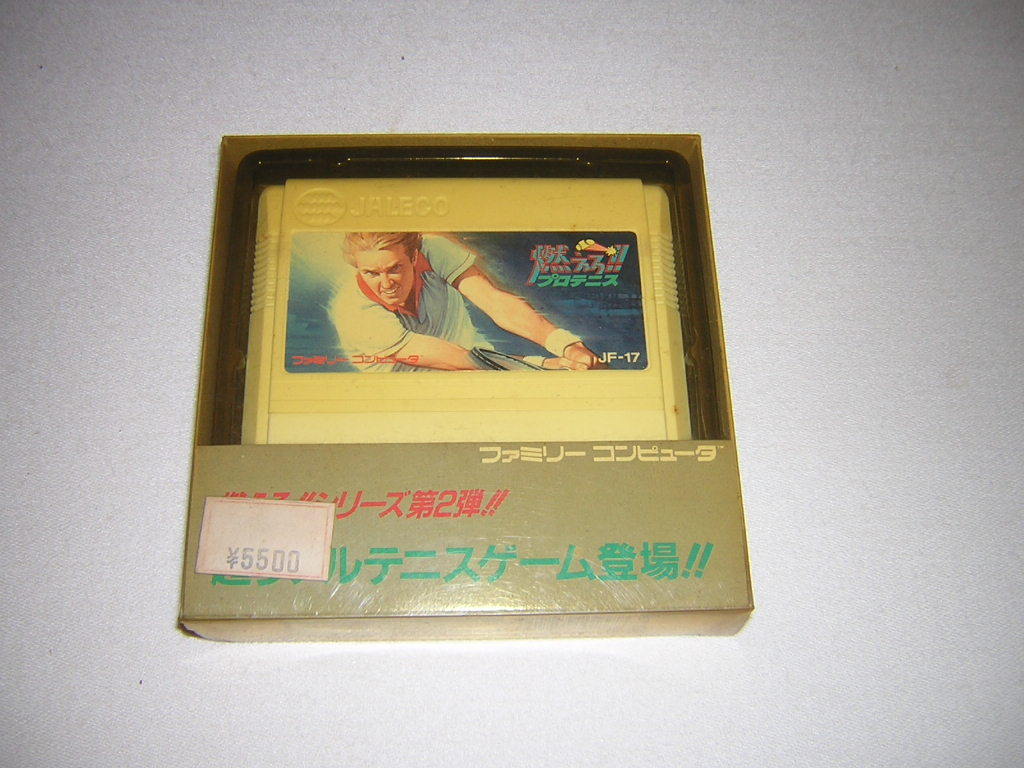 JALECO
燃えろ!!
プロテニス
ファミリー コンピュータ
JF-17
ファミリー コンピュータ™
シリーズ第2弾!!
¥5500
ルテニスゲーム登場!!